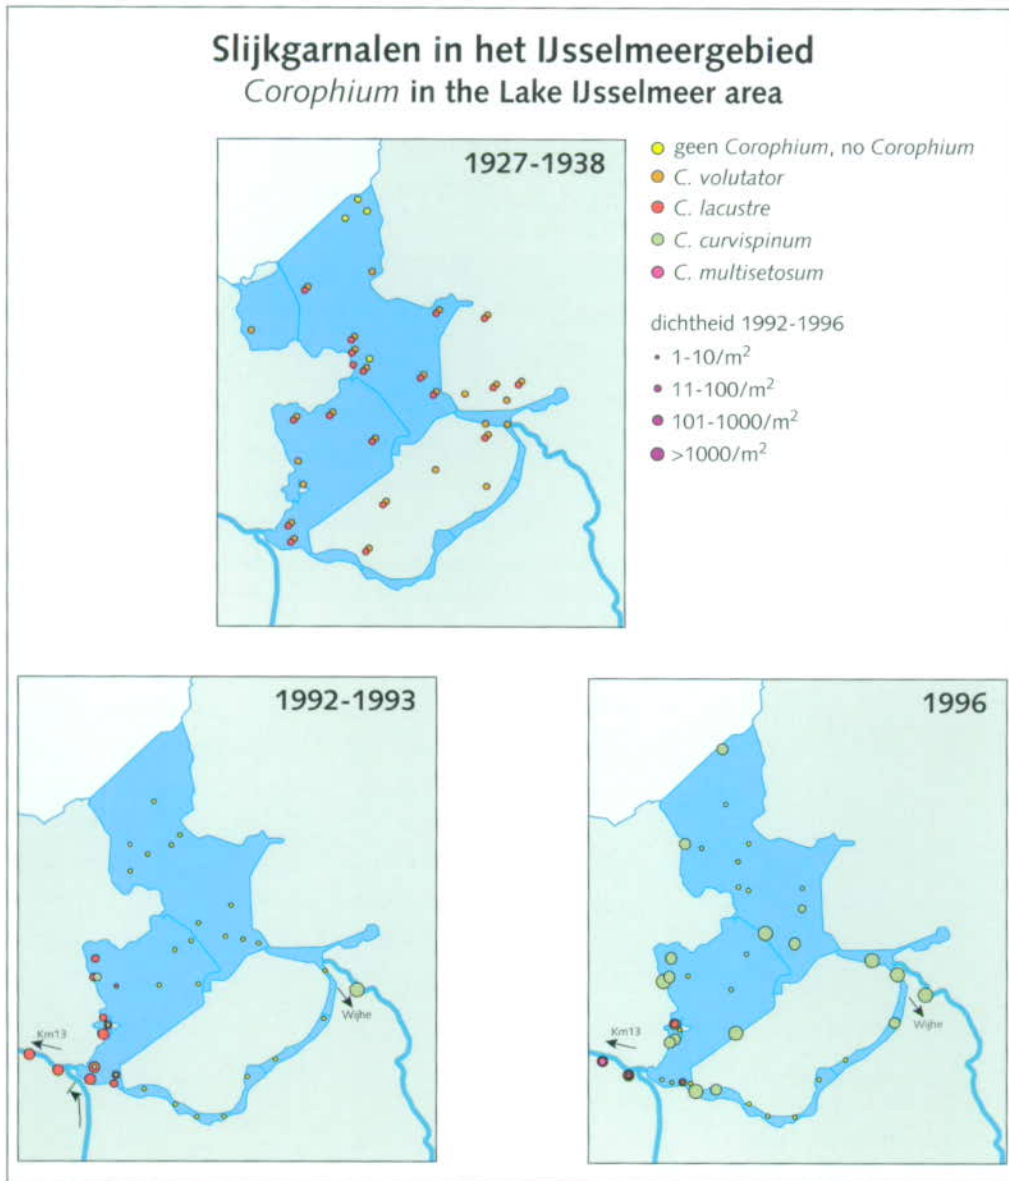 Slijkgarnalen in het IJsselmeergebied
Corophium in the Lake IJsselmeer area
1927-1938
geen Corophium, no Corophium
C. volutator
C. lacustre
C. curvispinum
C. multisetosum
dichtheid 1992-1996
1-10/m²
11-100/m²
101-1000/m²
>1000/m²
1992-1993
Km13
Wijhe
1996
Km13
Wijhe